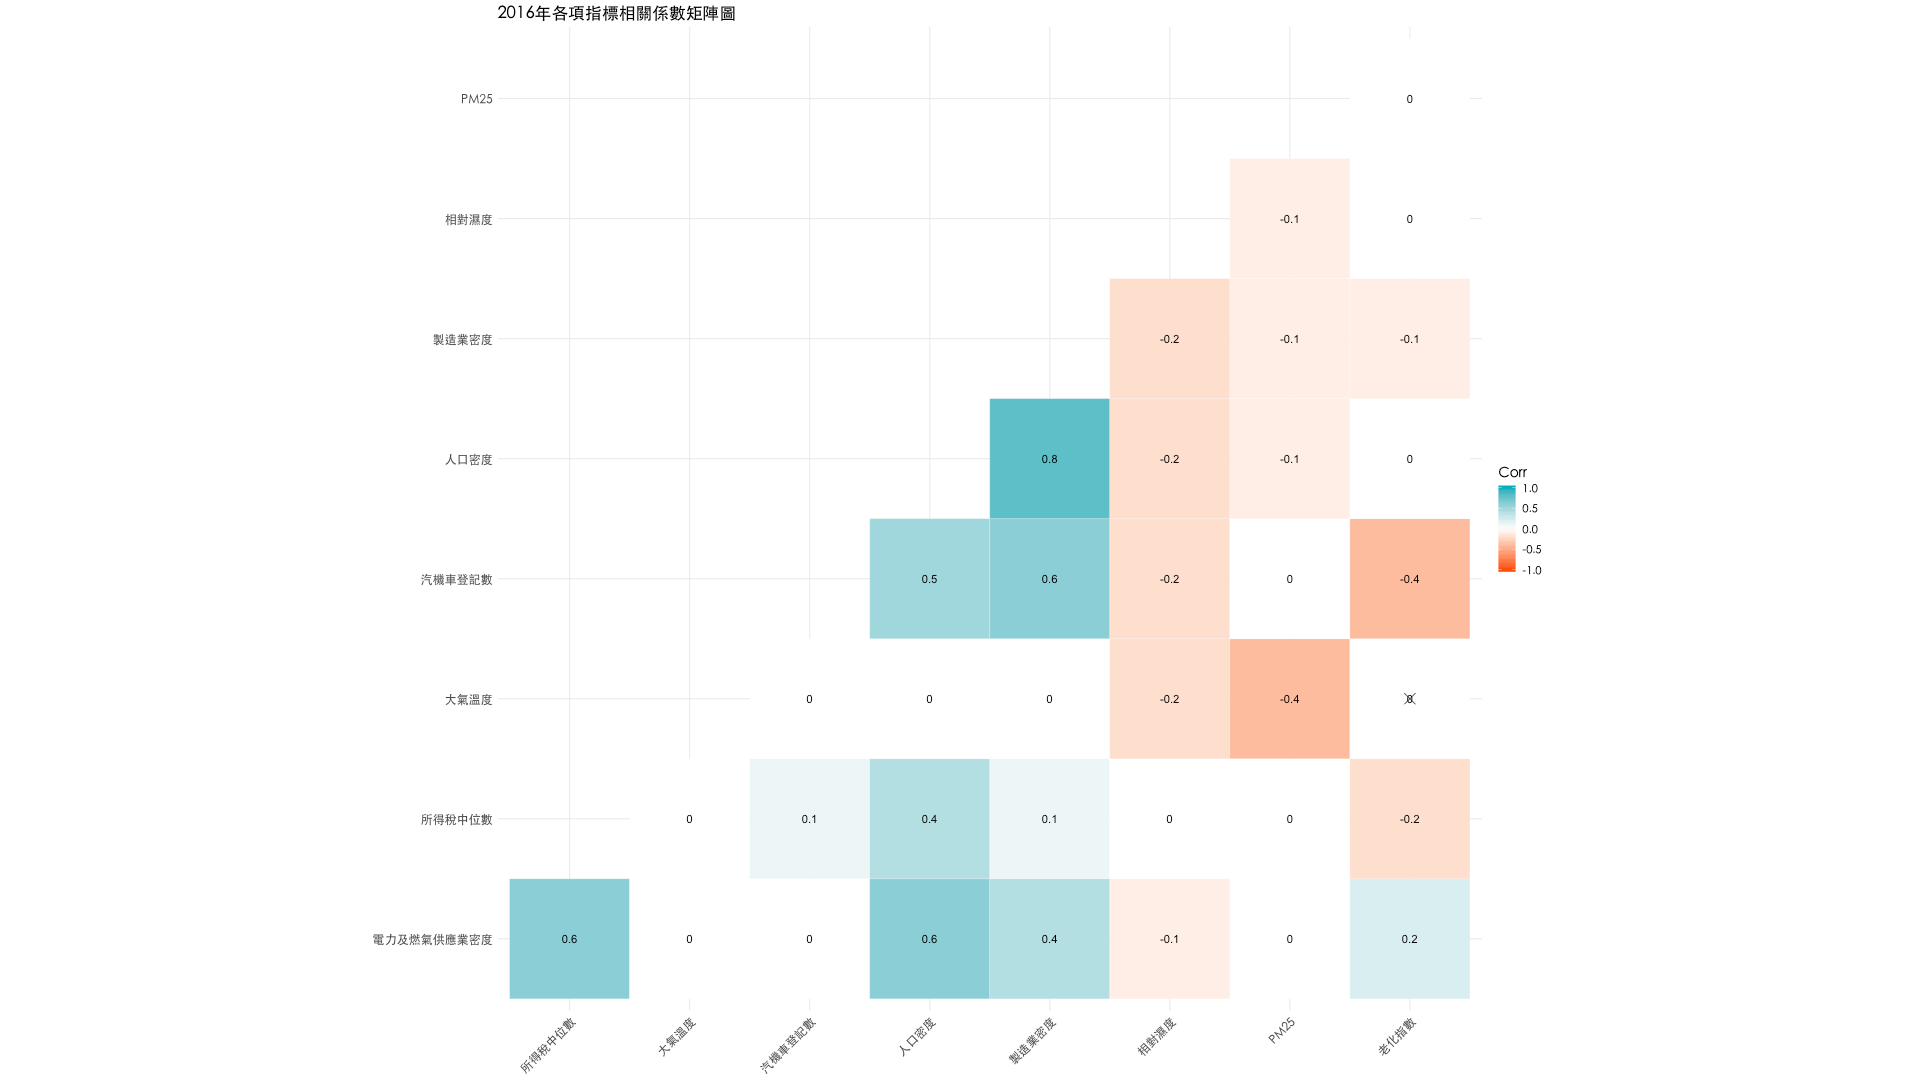 2016年各項指標相關係數矩陣圖
PM25 0
相對濕度 -0.1 0
製造業密度 -0.2 -0.1 -0.1
人口密度 0.8 -0.2 -0.1 0
汽機車登記數 0.5 0.6 -0.2 0 -0.4
大氣溫度 0 0 0 -0.2 -0.4 0
所得稅中位數 0 0.1 0.4 0.1 0 0 -0.2
電力及燃氣供應業密度 0.6 0 0 0.6 0.4 -0.1 0 0.2
所得稅中位數
大氣溫度
汽機車登記數
人口密度
製造業密度
相對濕度
PM25
老化指數
Corr
1.0
0.5
0.0
-0.5
-1.0